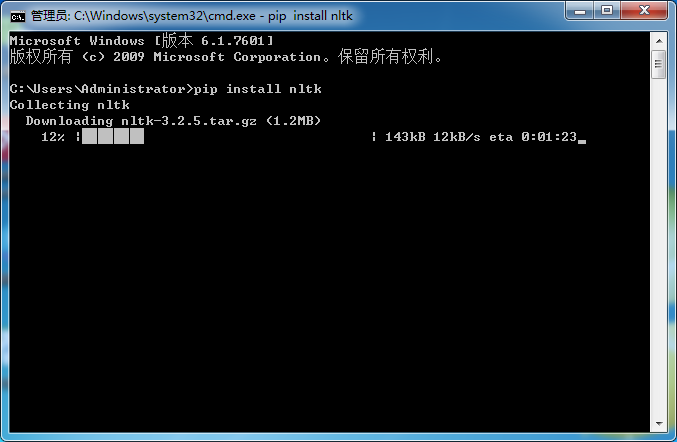 管理员: C:\Windows\system32\cmd.exe - pip  install nltk
Microsoft Windows [版本 6.1.7601]
版权所有 (c) 2009 Microsoft Corporation。保留所有权利。
C:\Users\Administrator>pip install nltk
Collecting nltk
  Downloading nltk-3.2.5.tar.gz (1.2MB)
    12% |█████                            | 143kB 12kB/s eta 0:01:23